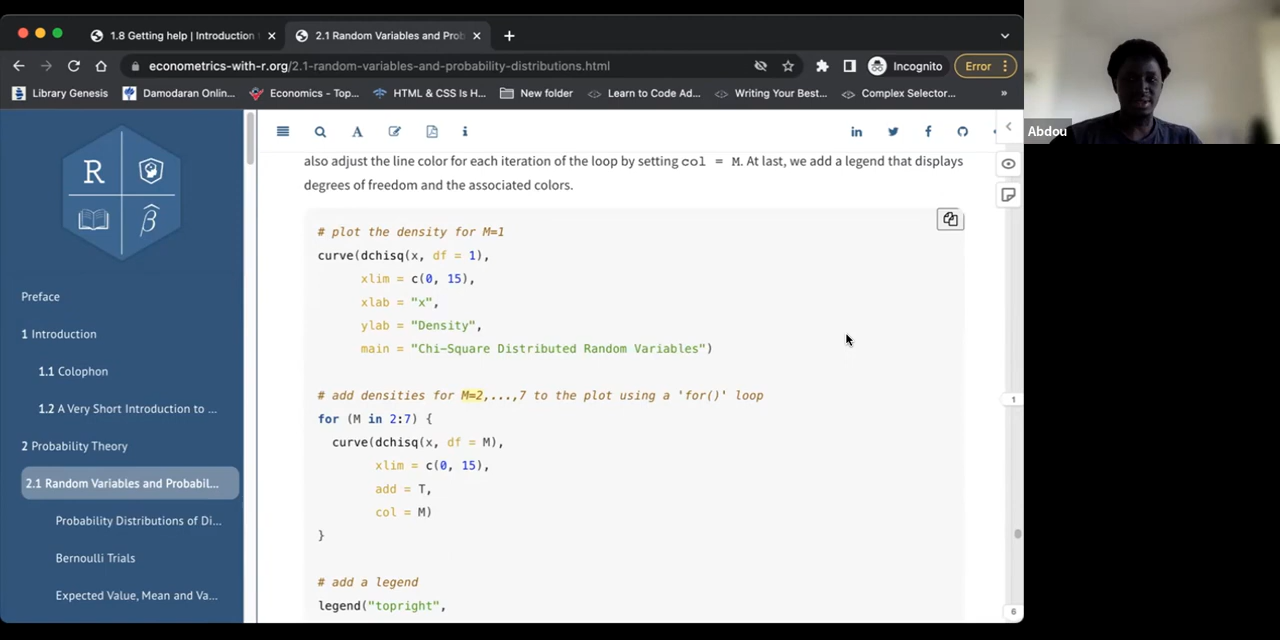 1.8 Getting help | Introduction
2.1 Random Variables and Prob
econometrics-with-r.org/2.1-random-variables-and-probability-distributions.html
Incognito
Error
Library Genesis
Damodaran Onlin...
Economics - Top...
HTML & CSS Is H...
New folder
Learn to Code Ad...
Writing Your Best...
Complex Selector...
»
Abdou
R
β̂
Preface
1 Introduction
1.1 Colophon
1.2 A Very Short Introduction to ...
2 Probability Theory
2.1 Random Variables and Probabil...
Probability Distributions of Di...
Bernoulli Trials
Expected Value, Mean and Va...
also adjust the line color for each iteration of the loop by setting col = M. At last, we add a legend that displays
degrees of freedom and the associated colors.
# plot the density for M=1
curve(dchisq(x, df = 1),
xlim = c(0, 15),
xlab = "x",
ylab = "Density",
main = "Chi-Square Distributed Random Variables")
# add densities for M=2,...,7 to the plot using a 'for()' loop
for (M in 2:7) {
curve(dchisq(x, df = M),
xlim = c(0, 15),
add = T,
col = M)
}
# add a legend
legend("topright",
1
6